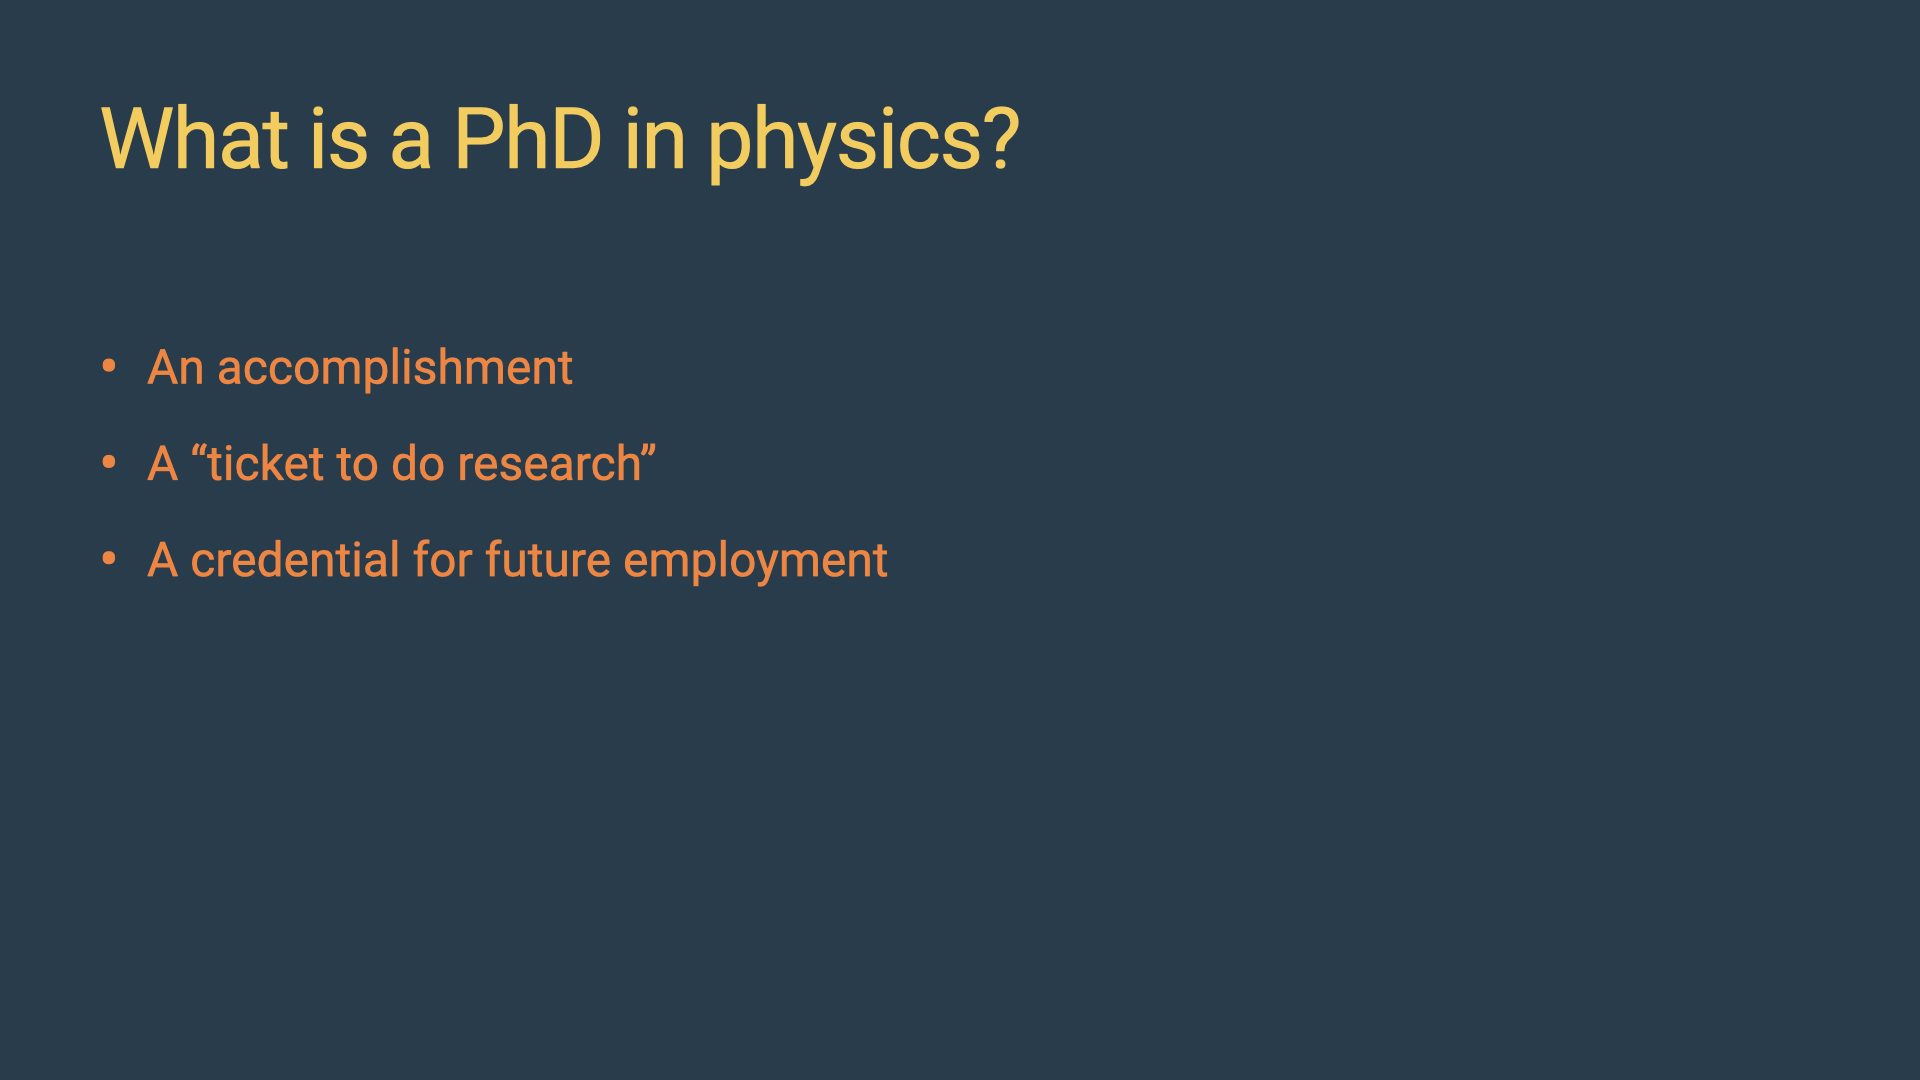 What is a PhD in physics?
• An accomplishment
• A “ticket to do research”
• A credential for future employment